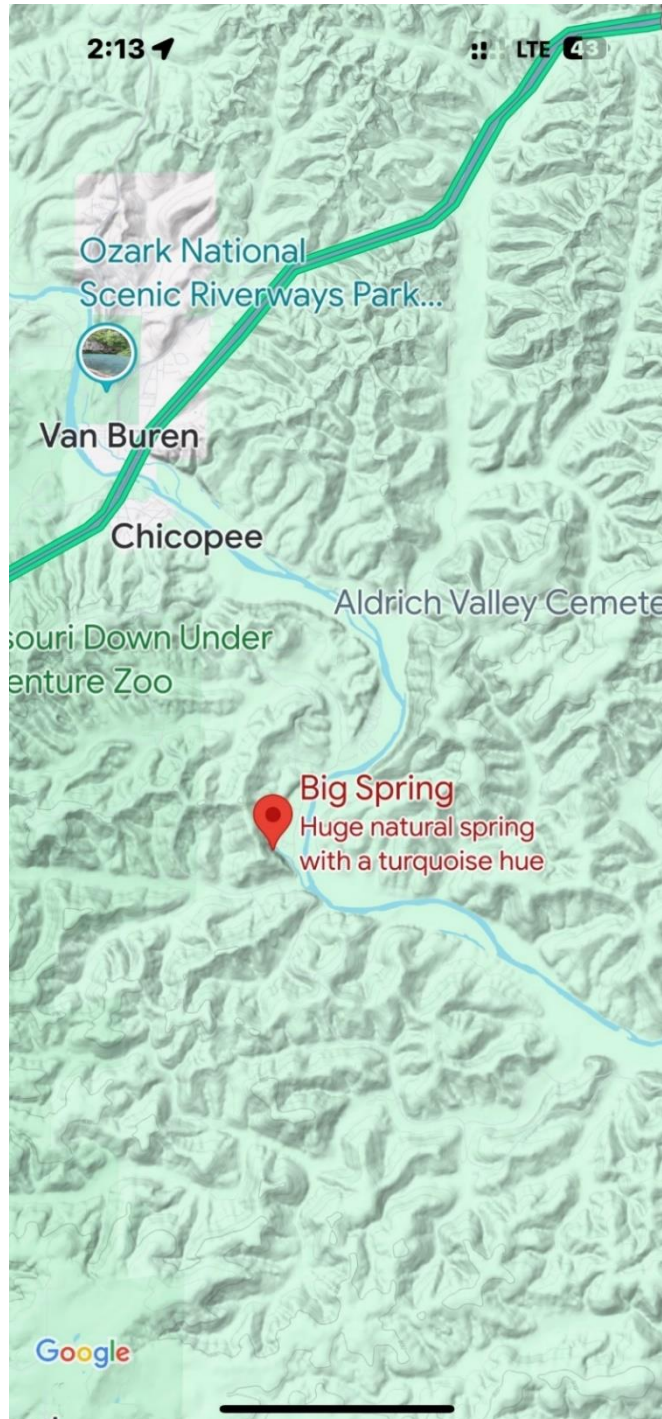 2:13
LTE 43
Ozark National
Scenic Riverways Park...
Van Buren
Chicopee
Aldrich Valley Cemete
souri Down Under
enture Zoo
Big Spring
Huge natural spring
with a turquoise hue
Google